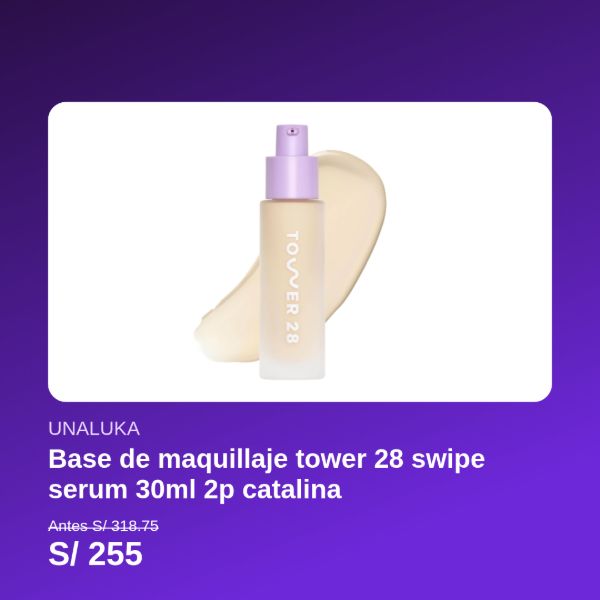 TOWER 28
UNALUKA
Base de maquillaje tower 28 swipe
serum 30ml 2p catalina
Antes S/ 318.75
S/ 255